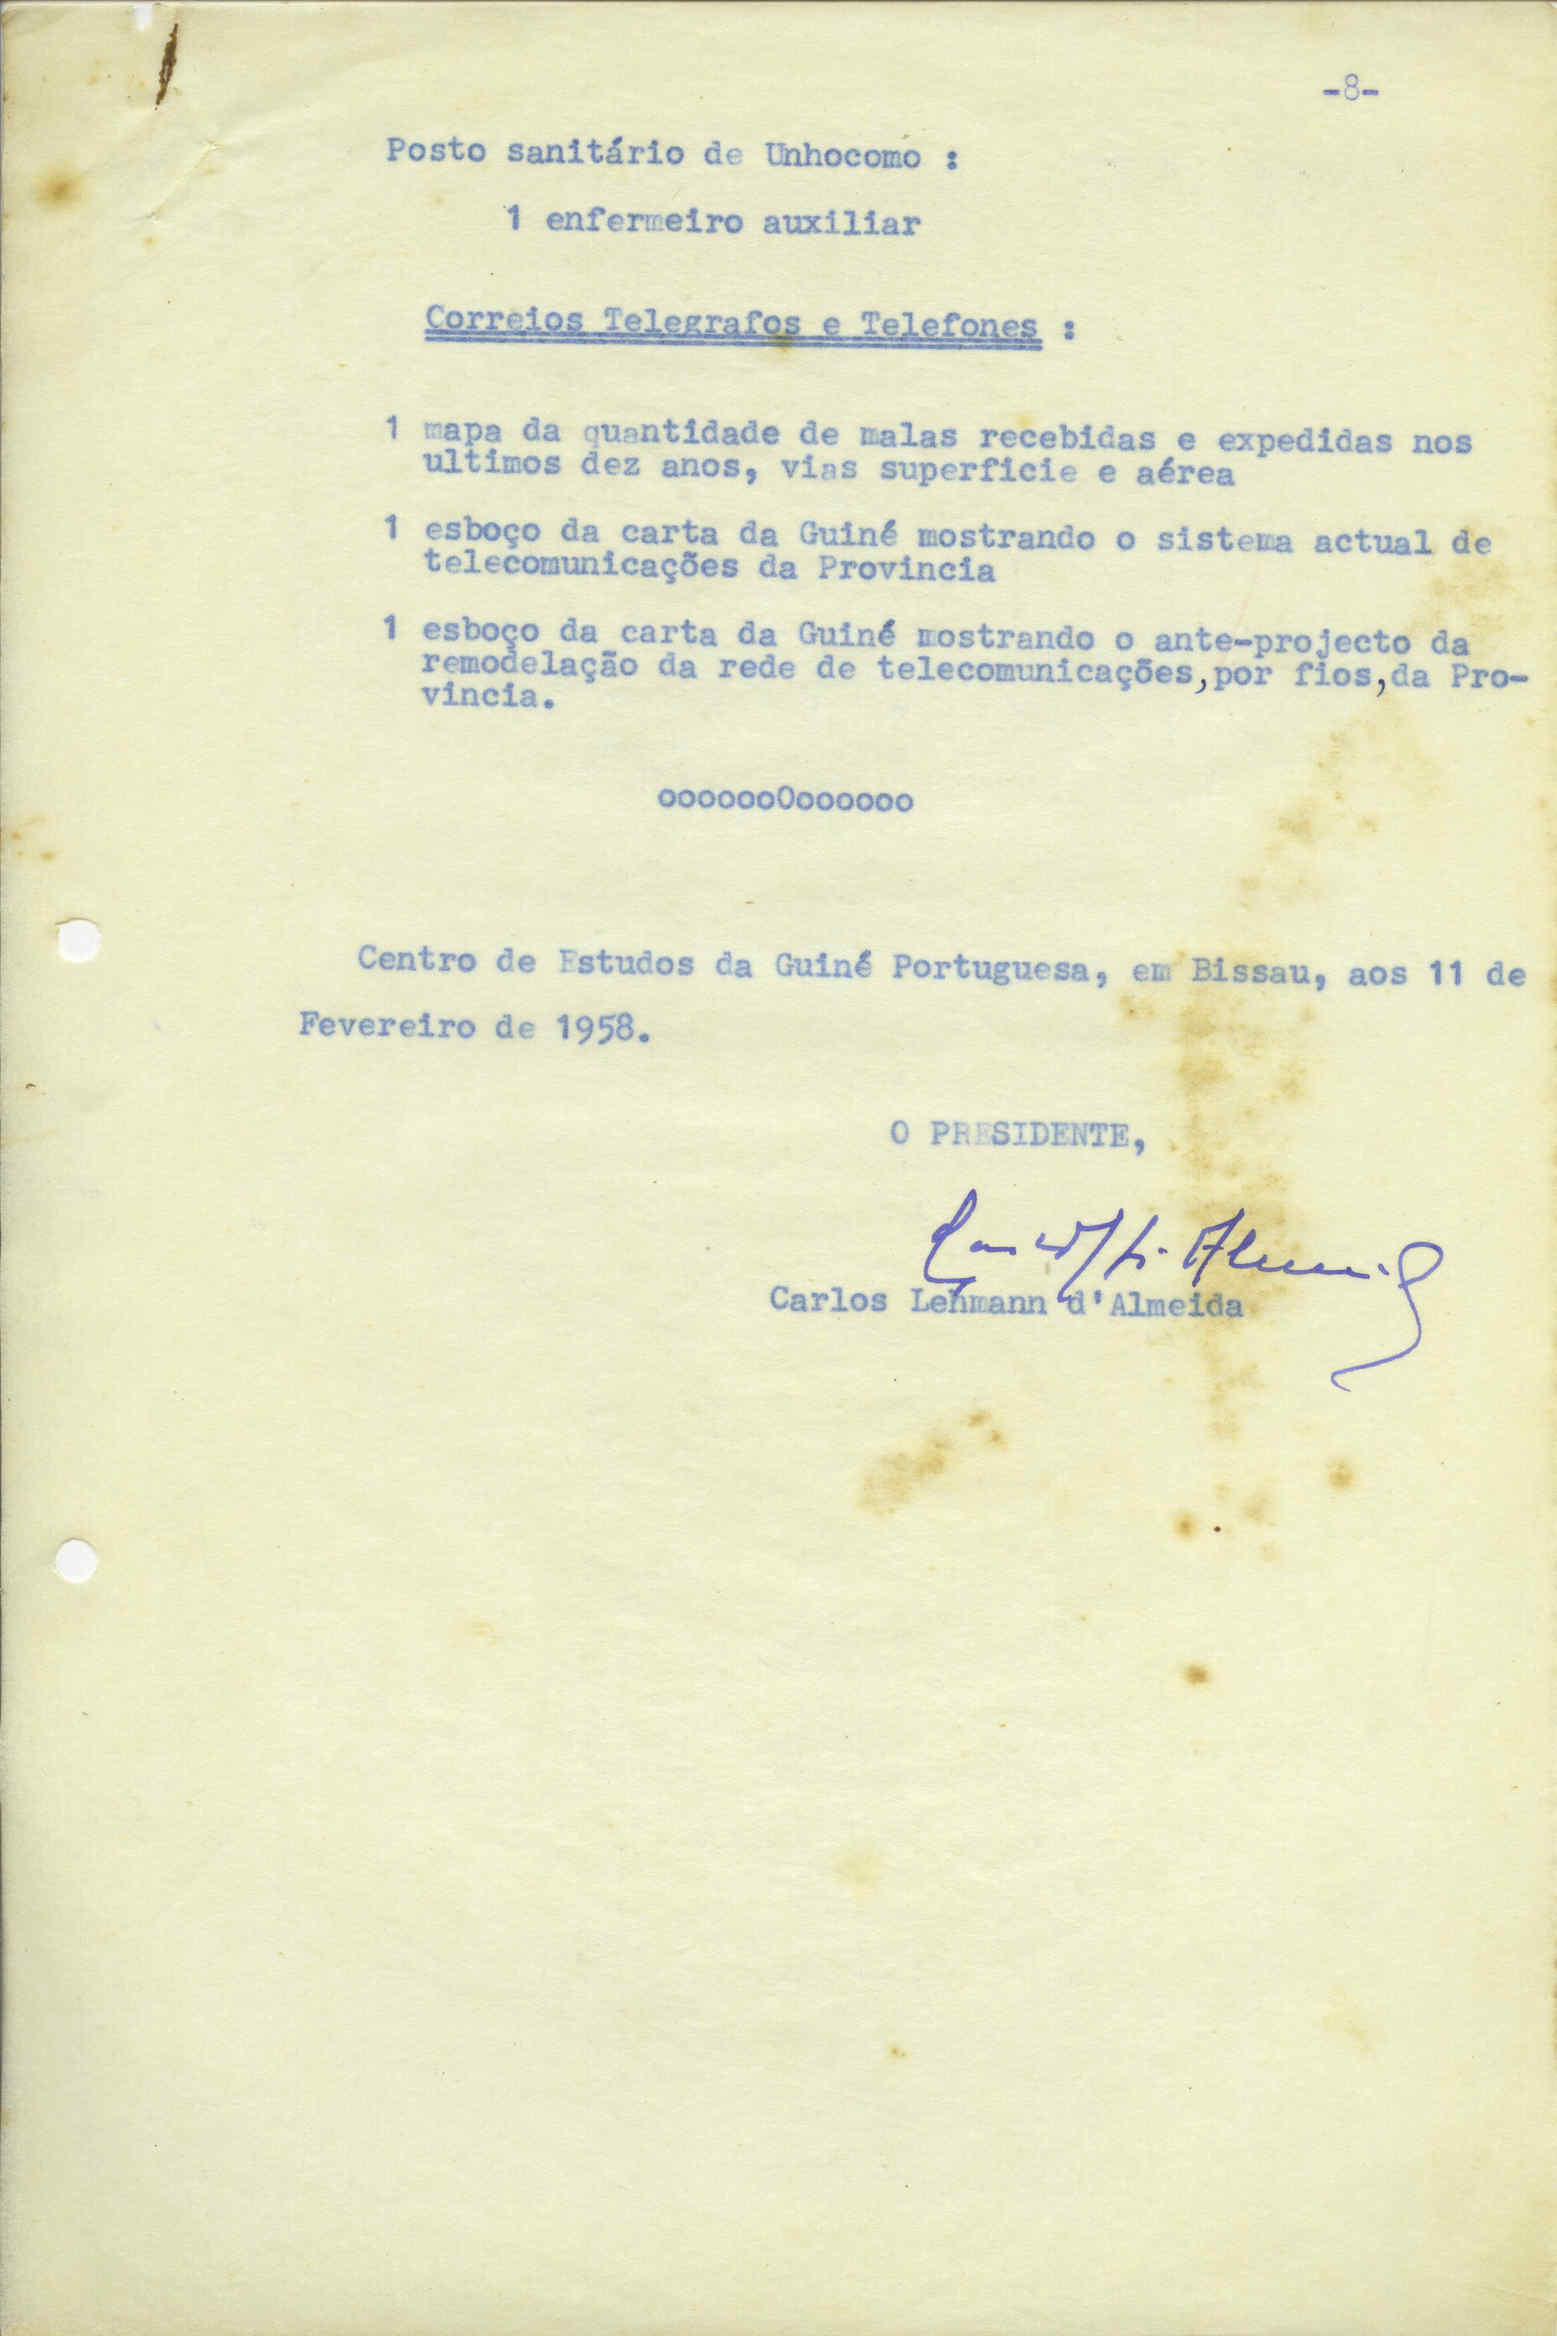 -8-
Posto sanitário de Unhocomo :
1 enfermeiro auxiliar
Correios Telegrafos e Telefones :
1 mapa da quantidade de malas recebidas e expedidas nos
ultimos dez anos, vias superficie e aérea
1 esboço da carta da Guiné mostrando o sistema actual de
telecomunicações da Provincia
1 esboço da carta da Guiné mostrando o ante-projecto da
remodelação da rede de telecomunicações,por fios,da Pro-
vincia.
ooooooOoooooo
Centro de Estudos da Guiné Portuguesa, em Bissau, aos 11 de
Fevereiro de 1958.
O PRESIDENTE,
Carlos Lehmann d'Almeida